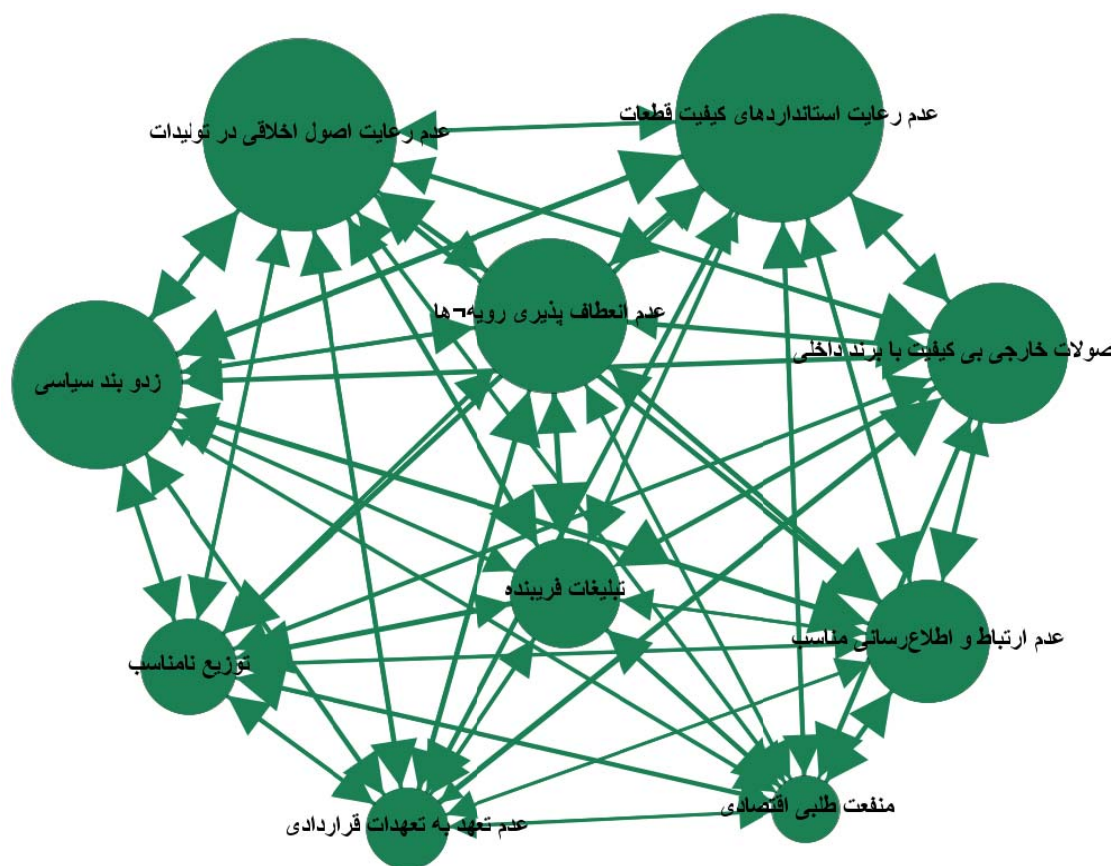 عدم رعایت استانداردهای کیفیت قطعات
عدم رعایت اصول اخلاقی در تولیدات
عدم انعطاف پذیری رویه¬ها
صولات خارجی بی کیفیت با برند داخلی
زدو بند سیاسی
تبلیغات فریبنده
عدم ارتباط و اطلاع‌رسانی مناسب
توزیع نامناسب
منفعت طلبی اقتصادی
عدم تعهد به تعهدات قراردادی